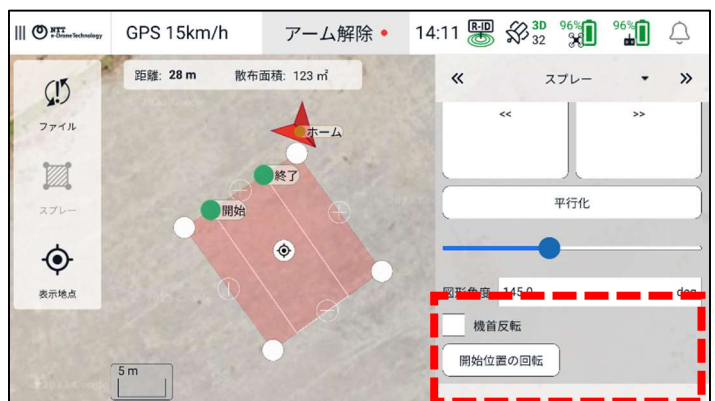 NTT e-Drone Technology
GPS 15km/h
アーム解除
14:11
R-ID
3D
32
96%
96%
ファイル
スプレー
表示地点
距離: 28 m 散布面積: 123 ㎡
ホーム
終了
開始
5 m
« スプレー »
<< >>
平行化
図形角度 145.0 deg
機首反転
開始位置の回転